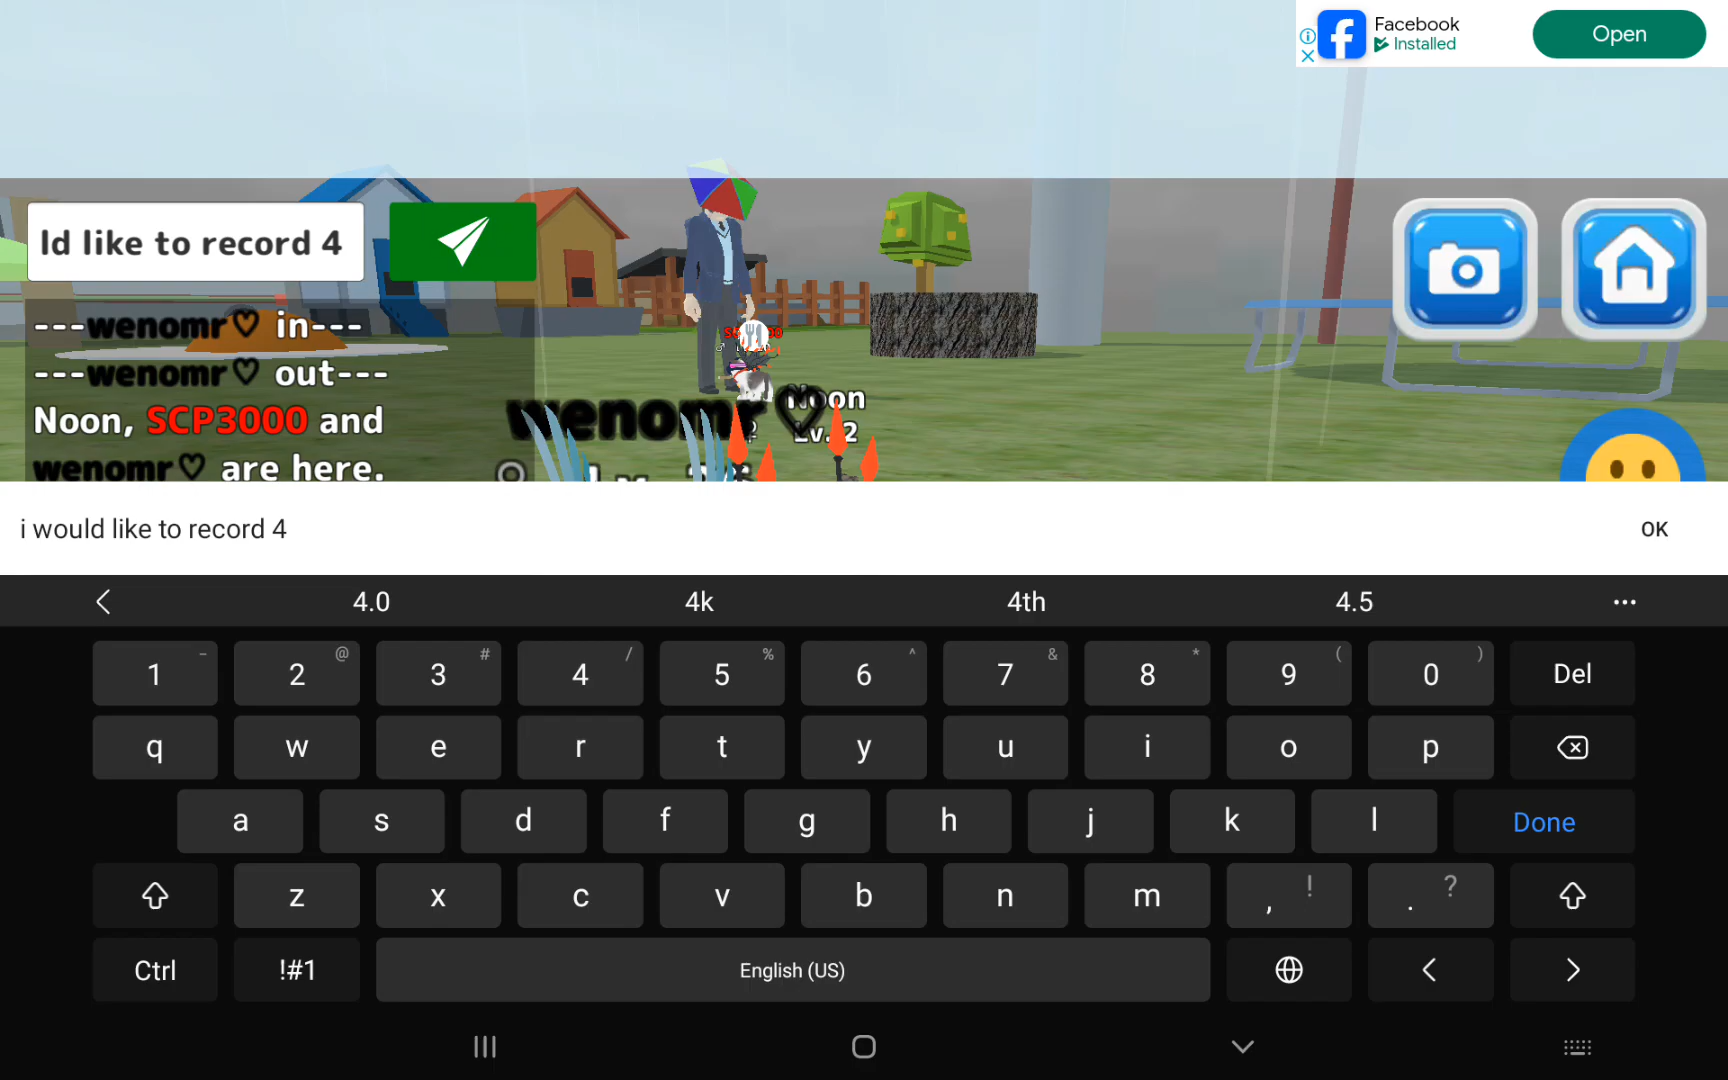 Facebook
Installed
Open
ld like to record 4
---wenomr♡ in---
---wenomr♡ out---
Noon, SCP3000 and
wenomr♡ are here.
wenomr♡
Noon
Lv. 2
i would like to record 4
OK
4.0 4k 4th 4.5
1 - 2 @ 3 # 4 / 5 % 6 ^ 7 & 8 * 9 ( 0 ) Del
q w e r t y u i o p
a s d f g h j k l Done
z x c v b n m , ! . ?
Ctrl !#1 English (US) < >